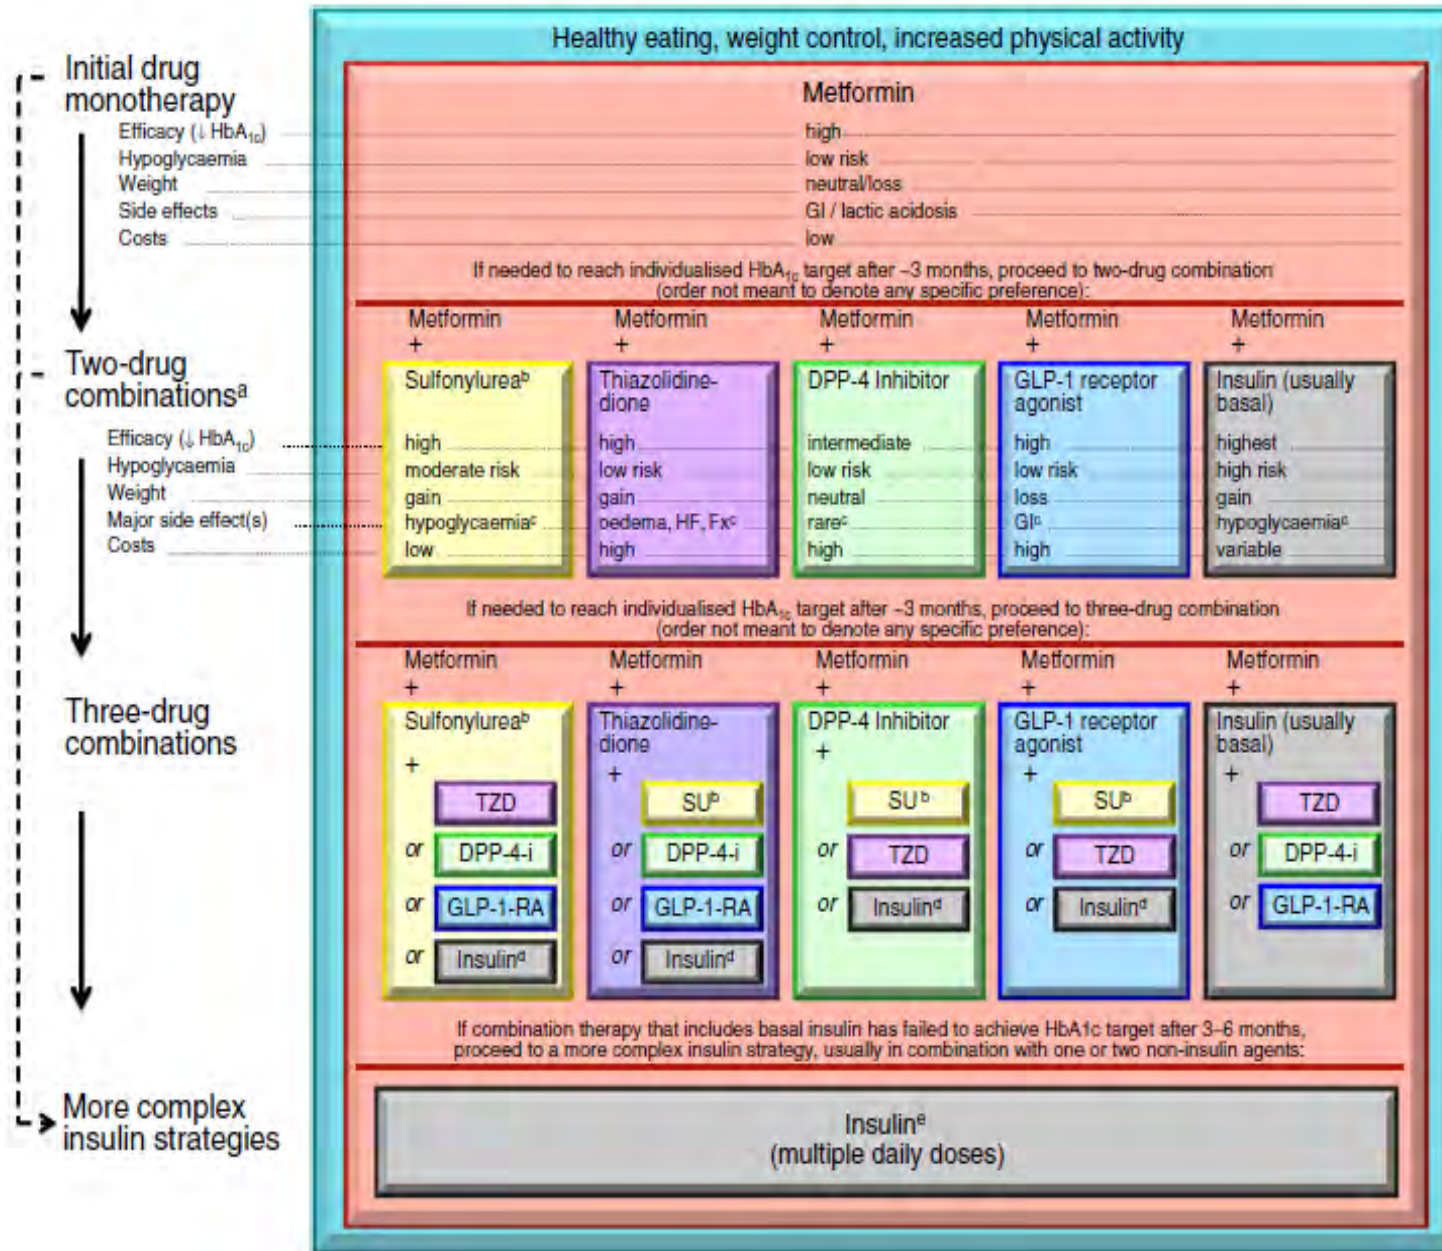 Healthy eating, weight control, increased physical activity
Initial drug
monotherapy
Metformin
Efficacy (↓ HbA1c) high
Hypoglycaemia low risk
Weight neutral/loss
Side effects GI / lactic acidosis
Costs low
If needed to reach individualised HbA1c target after ~3 months, proceed to two-drug combination
(order not meant to denote any specific preference):
Metformin Metformin Metformin Metformin Metformin
+ + + + +
Two-drug
combinationsa
Sulfonylureab Thiazolidine- DPP-4 Inhibitor GLP-1 receptor Insulin (usually
dione agonist basal)
Efficacy (↓ HbA1c) high high intermediate high highest
Hypoglycaemia moderate risk low risk low risk low risk high risk
Weight gain gain neutral loss gain
Major side effect(s) hypoglycaemiac oedema, HF, Fxc rarec GIc hypoglycaemiac
Costs low high high high variable
If needed to reach individualised HbA1c target after ~3 months, proceed to three-drug combination
(order not meant to denote any specific preference):
Metformin Metformin Metformin Metformin Metformin
+ + + + +
Three-drug
combinations
Sulfonylureab Thiazolidine- DPP-4 Inhibitor GLP-1 receptor Insulin (usually
dione agonist basal)
+ + + + +
TZD SUb SUb SUb TZD
or DPP-4-i or DPP-4-i or TZD or TZD or DPP-4-i
or GLP-1-RA or GLP-1-RA or Insulind or Insulind or GLP-1-RA
or Insulind or Insulind
If combination therapy that includes basal insulin has failed to achieve HbA1c target after 3–6 months,
proceed to a more complex insulin strategy, usually in combination with one or two non-insulin agents:
More complex
insulin strategies
Insuline
(multiple daily doses)